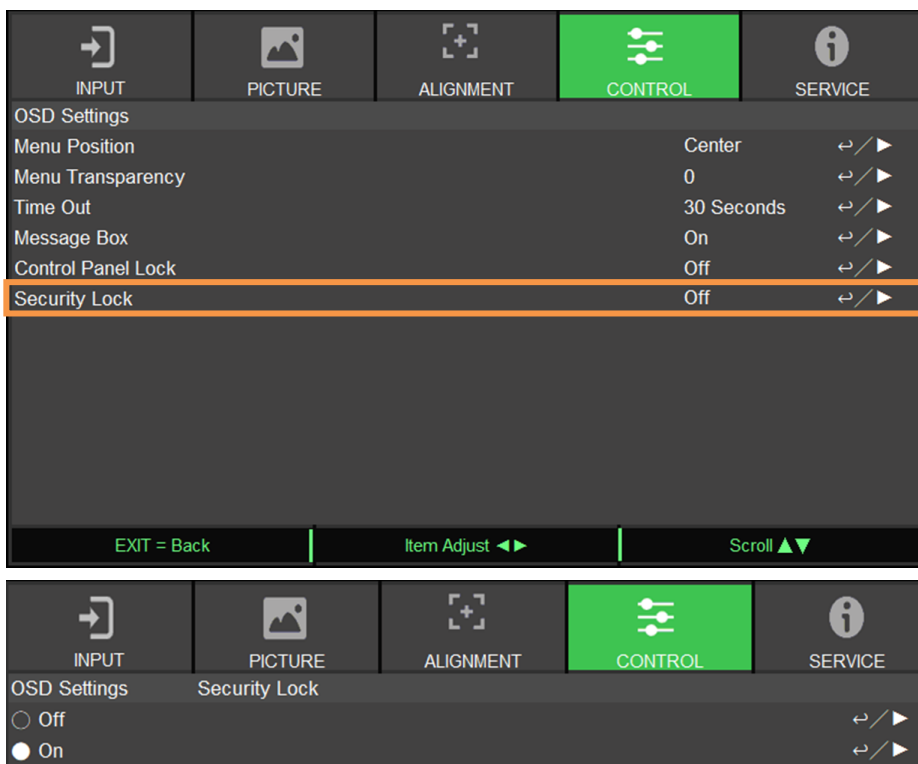 INPUT PICTURE ALIGNMENT CONTROL SERVICE
OSD Settings
Menu Position Center
Menu Transparency 0
Time Out 30 Seconds
Message Box On
Control Panel Lock Off
Security Lock Off
EXIT = Back Item Adjust ◀▶ Scroll ▲▼
INPUT PICTURE ALIGNMENT CONTROL SERVICE
OSD Settings Security Lock
Off
On